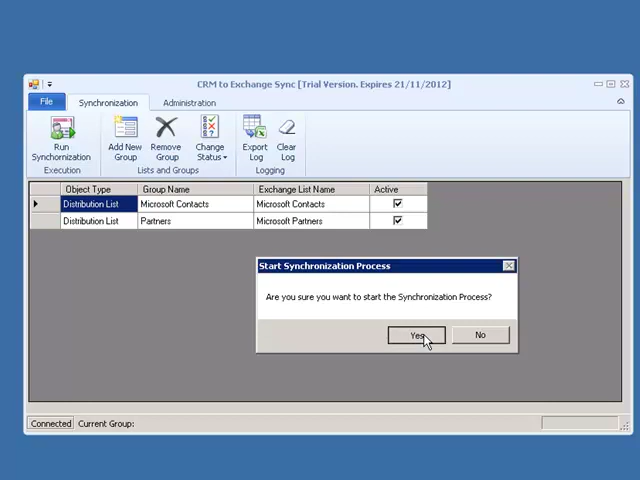 CRM to Exchange Sync [Trial Version. Expires 21/11/2012]
File Synchronization Administration
Run Synchornization
Add New Group
Remove Group
Change Status
Export Log
Clear Log
Execution Lists and Groups Logging
Object Type Group Name Exchange List Name Active
Distribution List Microsoft Contacts Microsoft Contacts
Distribution List Partners Microsoft Partners
Start Synchronization Process
Are you sure you want to start the Synchronization Process?
Yes No
Connected Current Group: